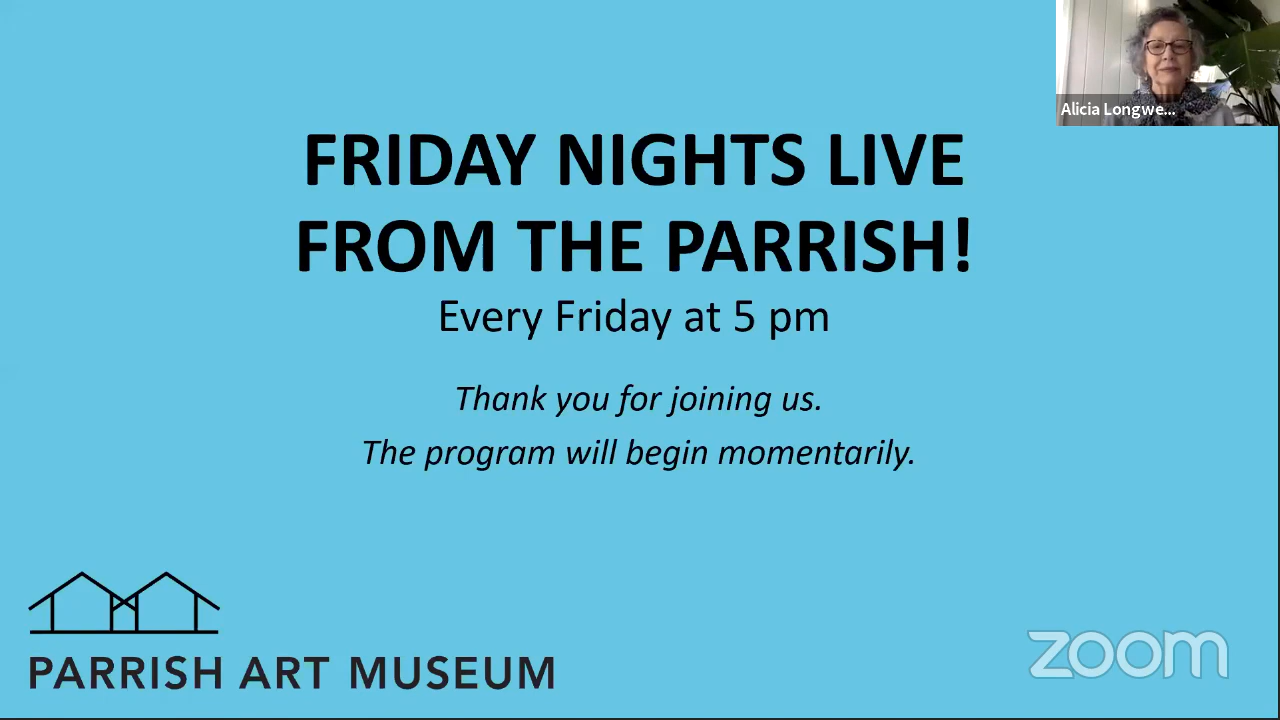 Alicia Longwe...
FRIDAY NIGHTS LIVE
FROM THE PARRISH!
Every Friday at 5 pm
Thank you for joining us.
The program will begin momentarily.
PARRISH ART MUSEUM
zoom